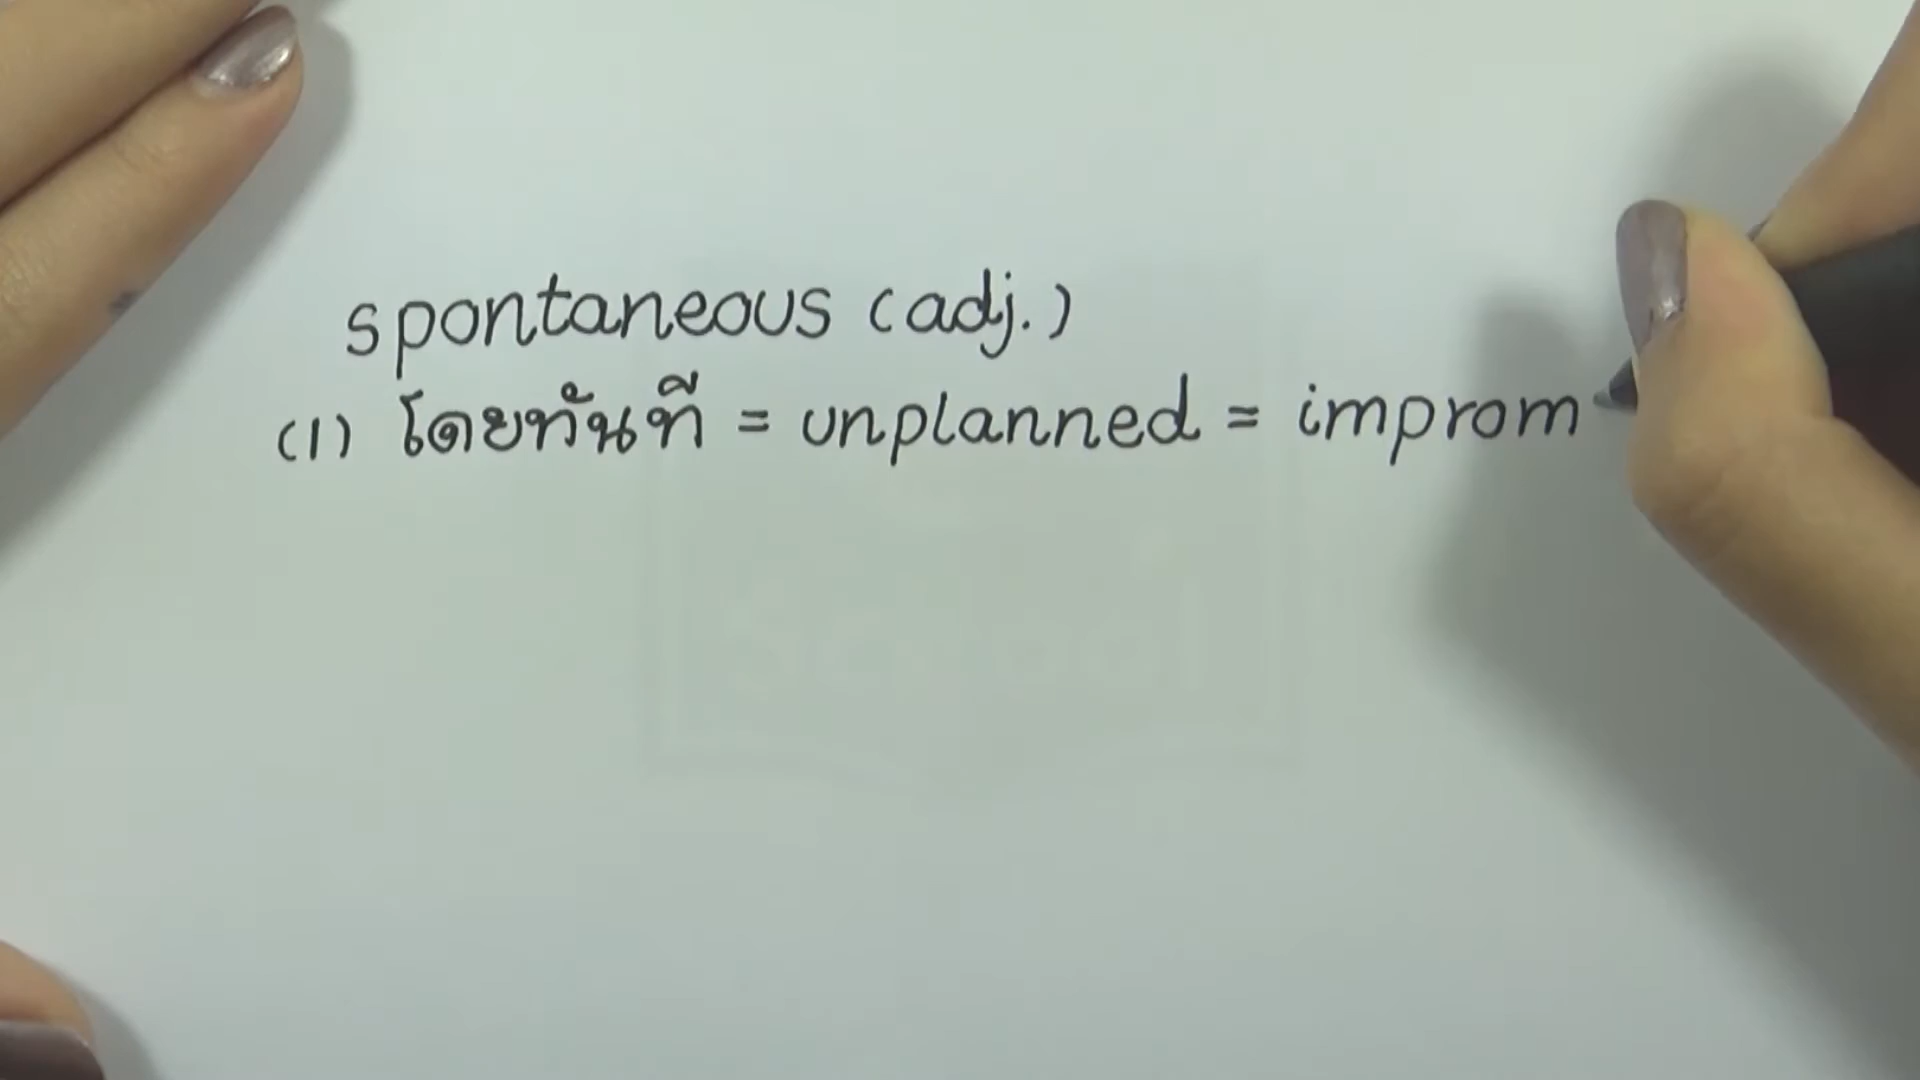 spontaneous (adj.)
(1) โดยทันที = unplanned = improm